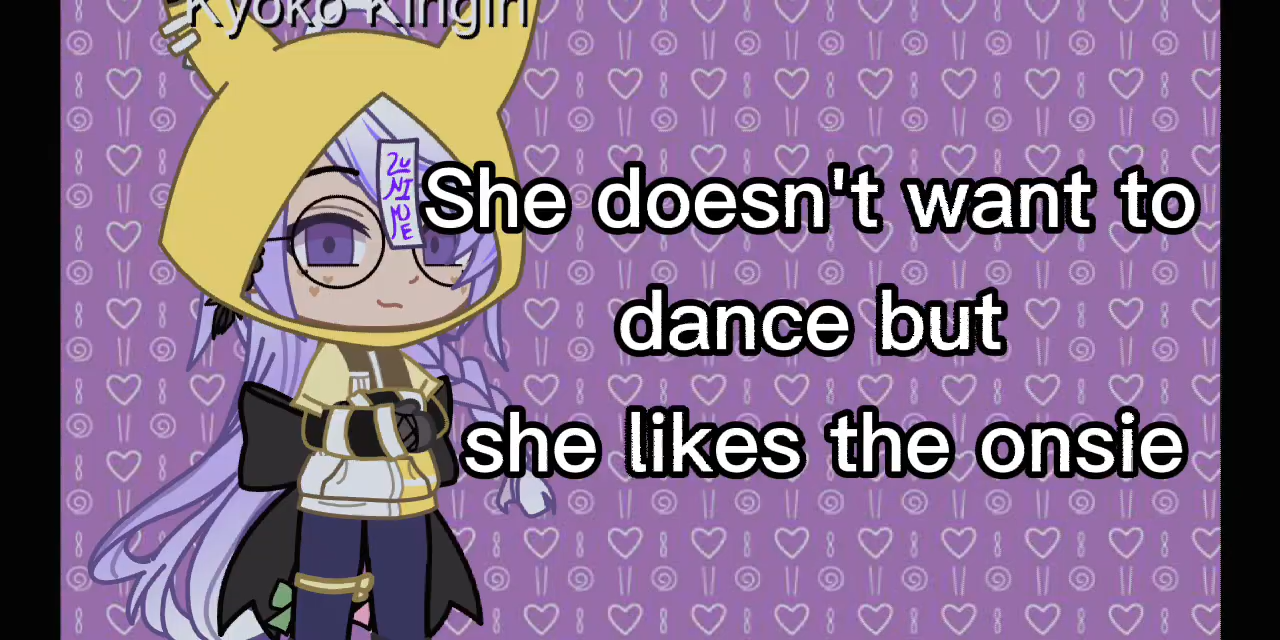 Kyoko Kirigiri
She doesn't want to
dance but
she likes the onsie